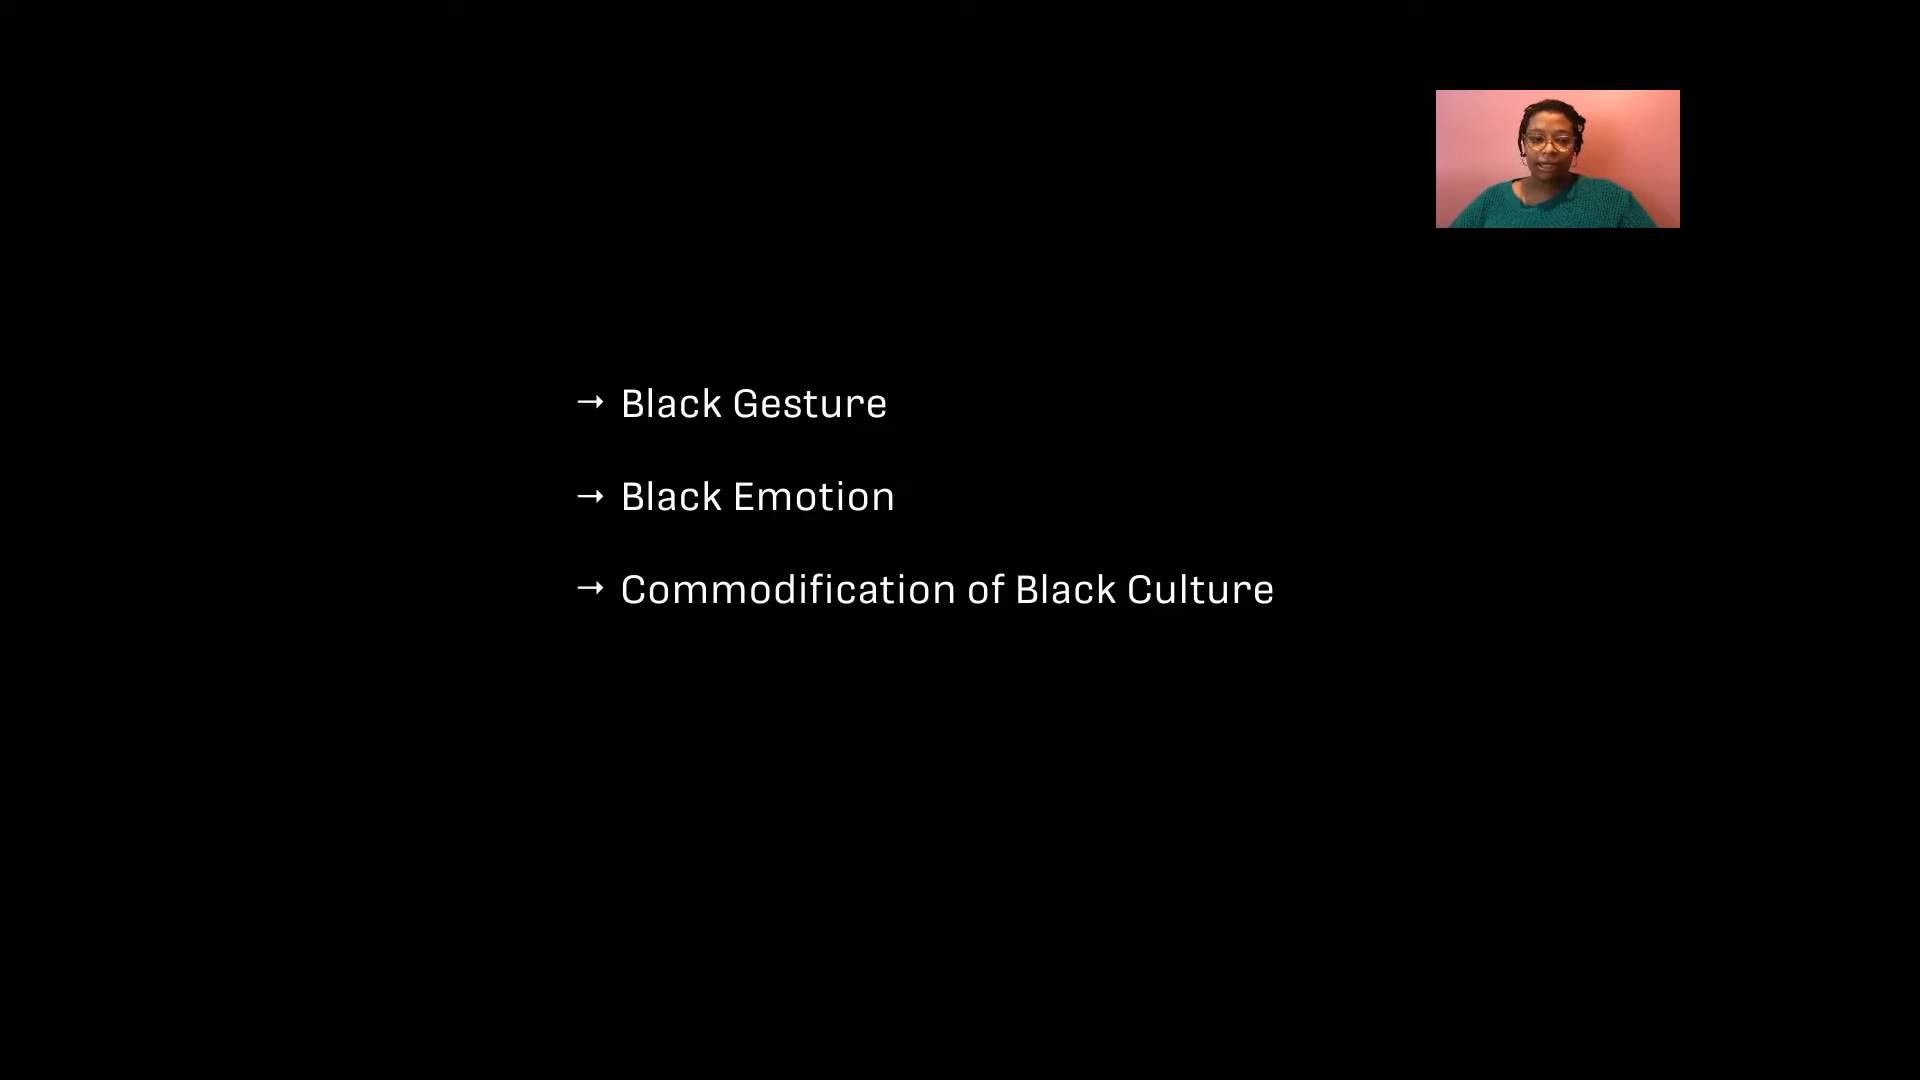 → Black Gesture
→ Black Emotion
→ Commodification of Black Culture